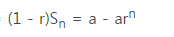 (1 - r)Sₙ = a - arⁿ